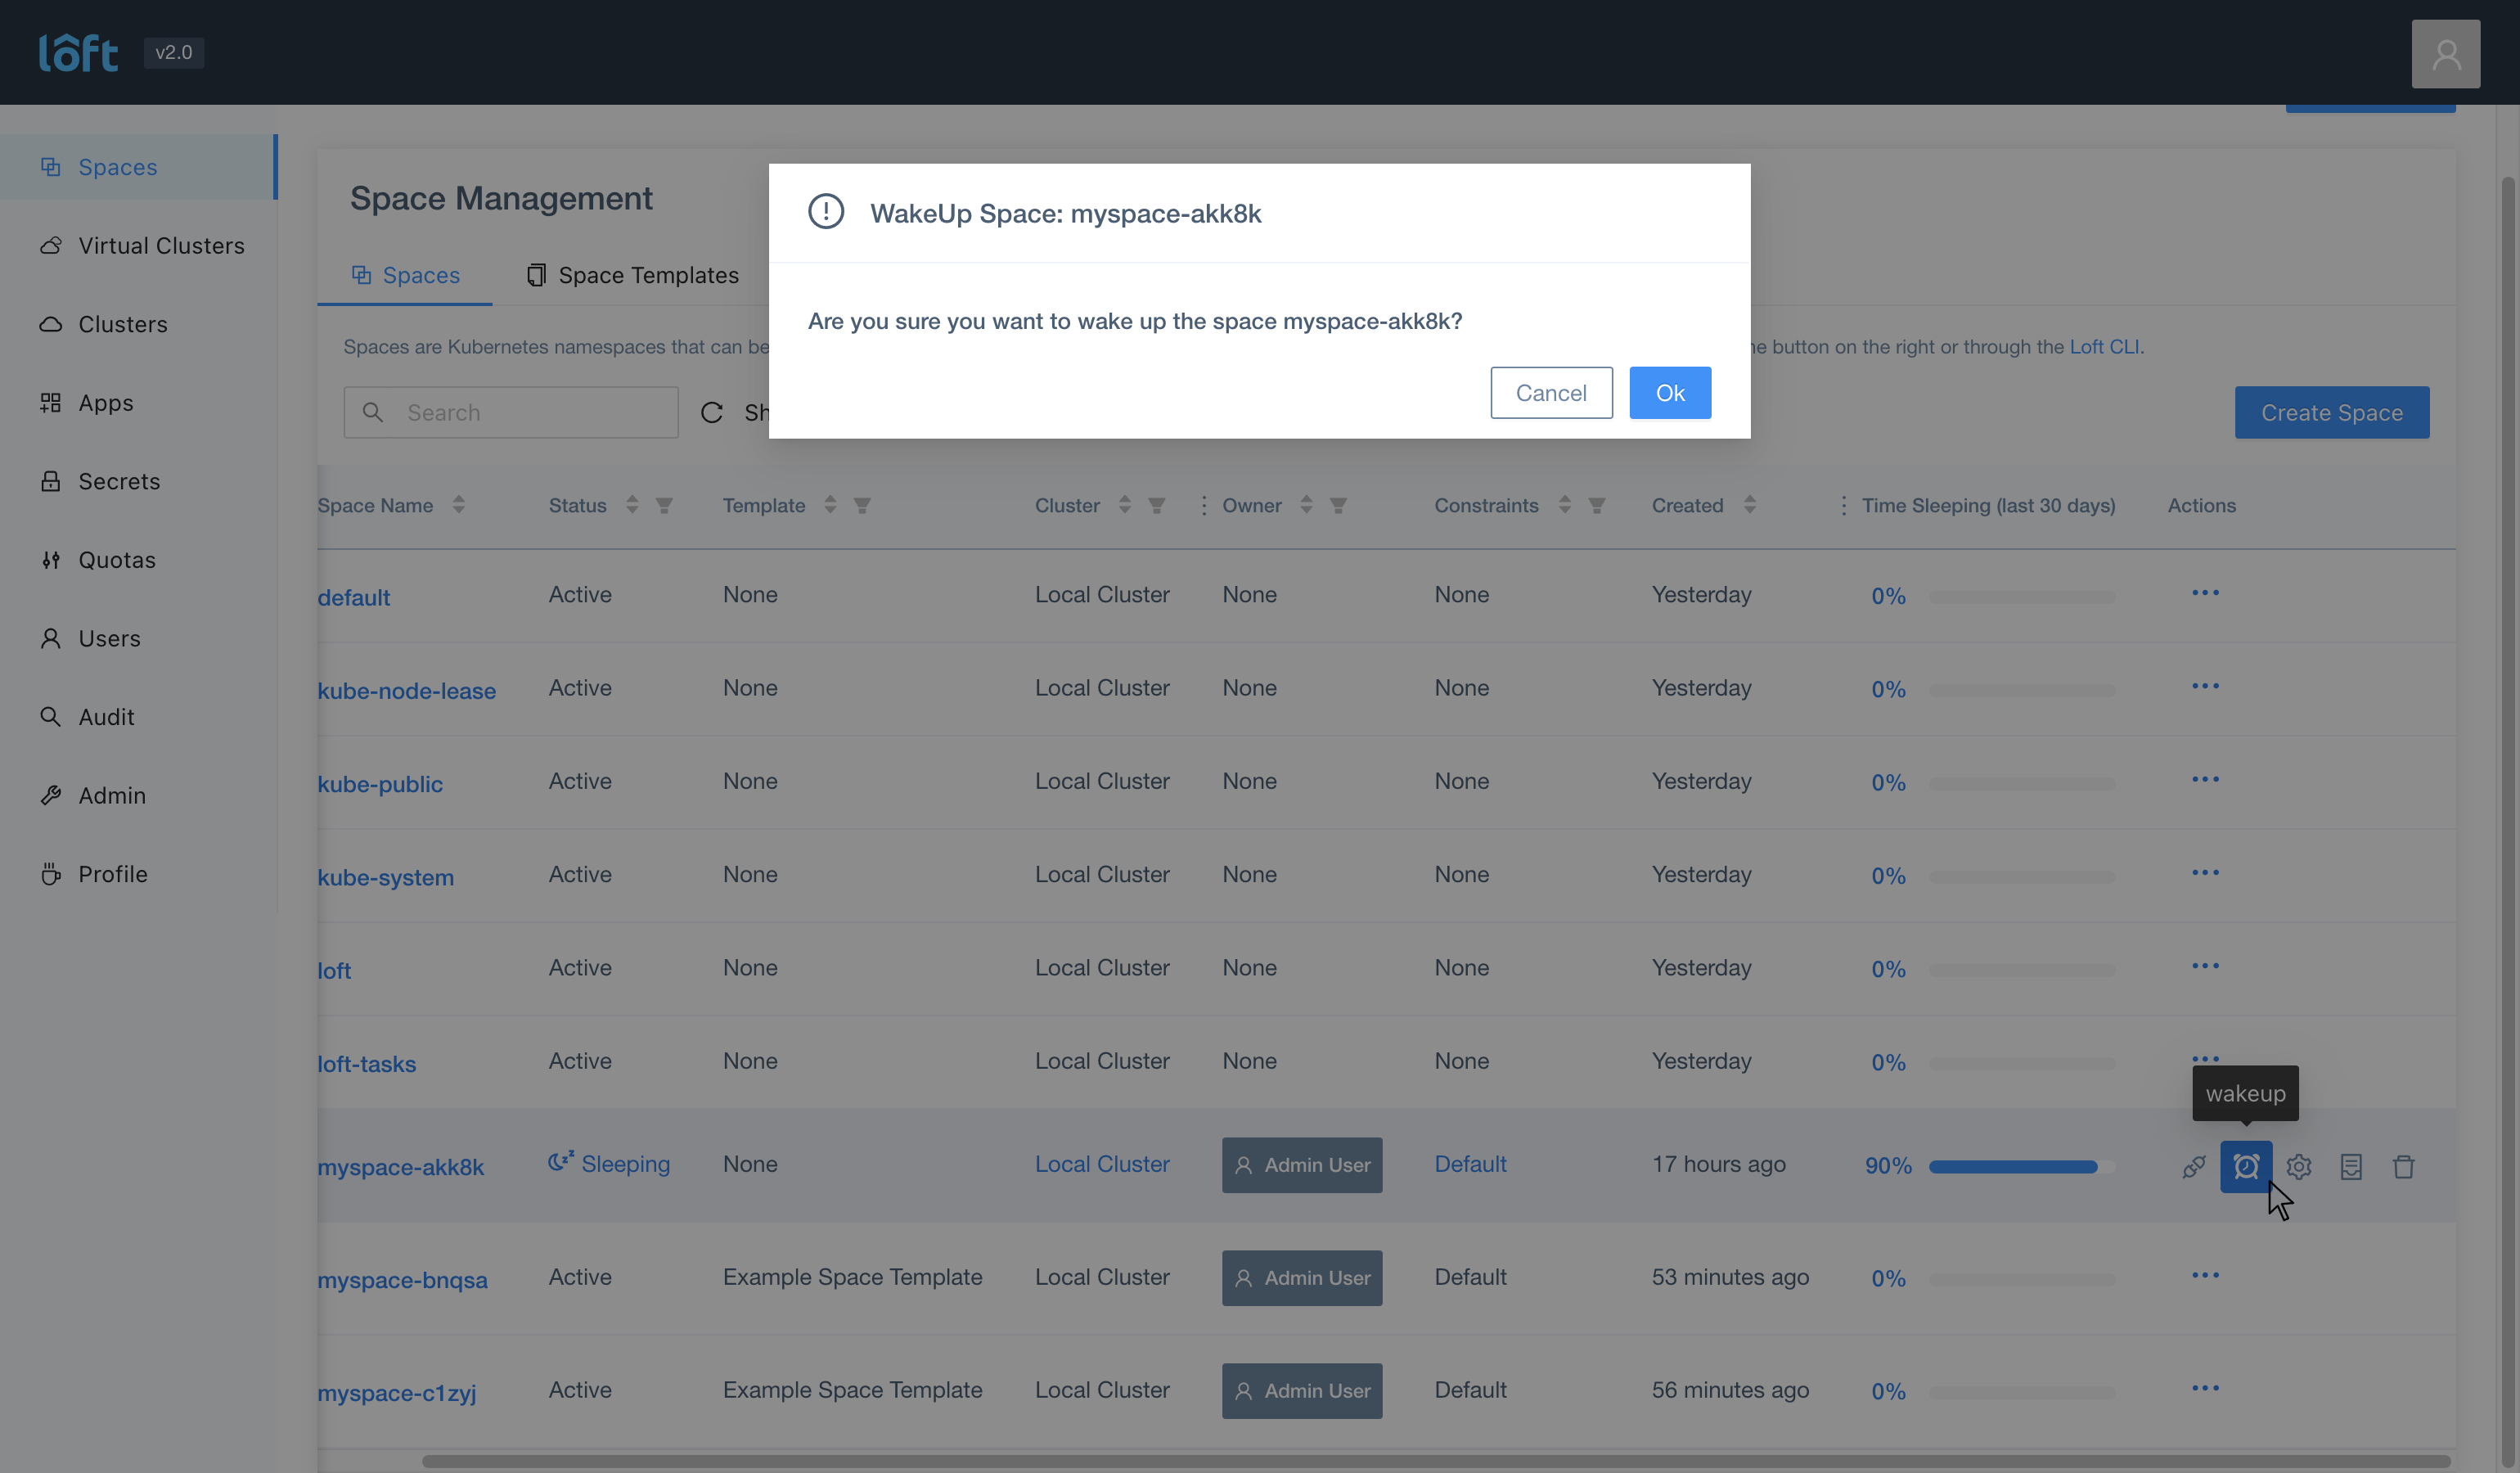 lôft v2.0
Spaces
Virtual Clusters
Clusters
Apps
Secrets
Quotas
Users
Audit
Admin
Profile
Space Management
Spaces Space Templates
Spaces are Kubernetes namespaces that can be
e button on the right or through the Loft CLI.
Search Sh
Create Space
WakeUp Space: myspace-akk8k
Are you sure you want to wake up the space myspace-akk8k?
Cancel Ok
Space Name Status Template Cluster Owner Constraints Created Time Sleeping (last 30 days) Actions
default Active None Local Cluster None None Yesterday 0%
kube-node-lease Active None Local Cluster None None Yesterday 0%
kube-public Active None Local Cluster None None Yesterday 0%
kube-system Active None Local Cluster None None Yesterday 0%
loft Active None Local Cluster None None Yesterday 0%
loft-tasks Active None Local Cluster None None Yesterday 0%
wakeup
myspace-akk8k Sleeping None Local Cluster Admin User Default 17 hours ago 90%
myspace-bnqsa Active Example Space Template Local Cluster Admin User Default 53 minutes ago 0%
myspace-c1zyj Active Example Space Template Local Cluster Admin User Default 56 minutes ago 0%